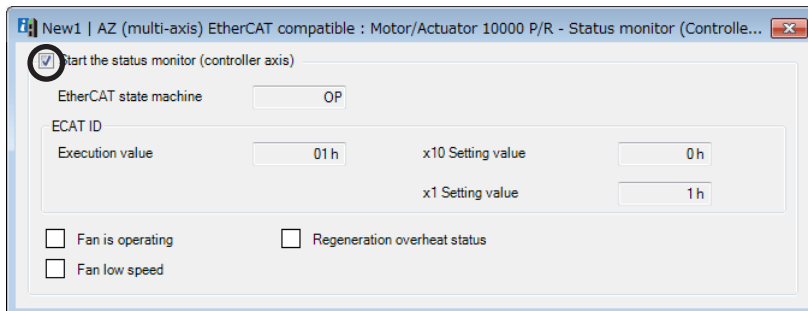 New1 | AZ (multi-axis) EtherCAT compatible : Motor/Actuator 10000 P/R - Status monitor (Controlle...
Start the status monitor (controller axis)
EtherCAT state machine OP
ECAT ID
Execution value 01 h x10 Setting value 0 h
x1 Setting value 1 h
Fan is operating Regeneration overheat status
Fan low speed